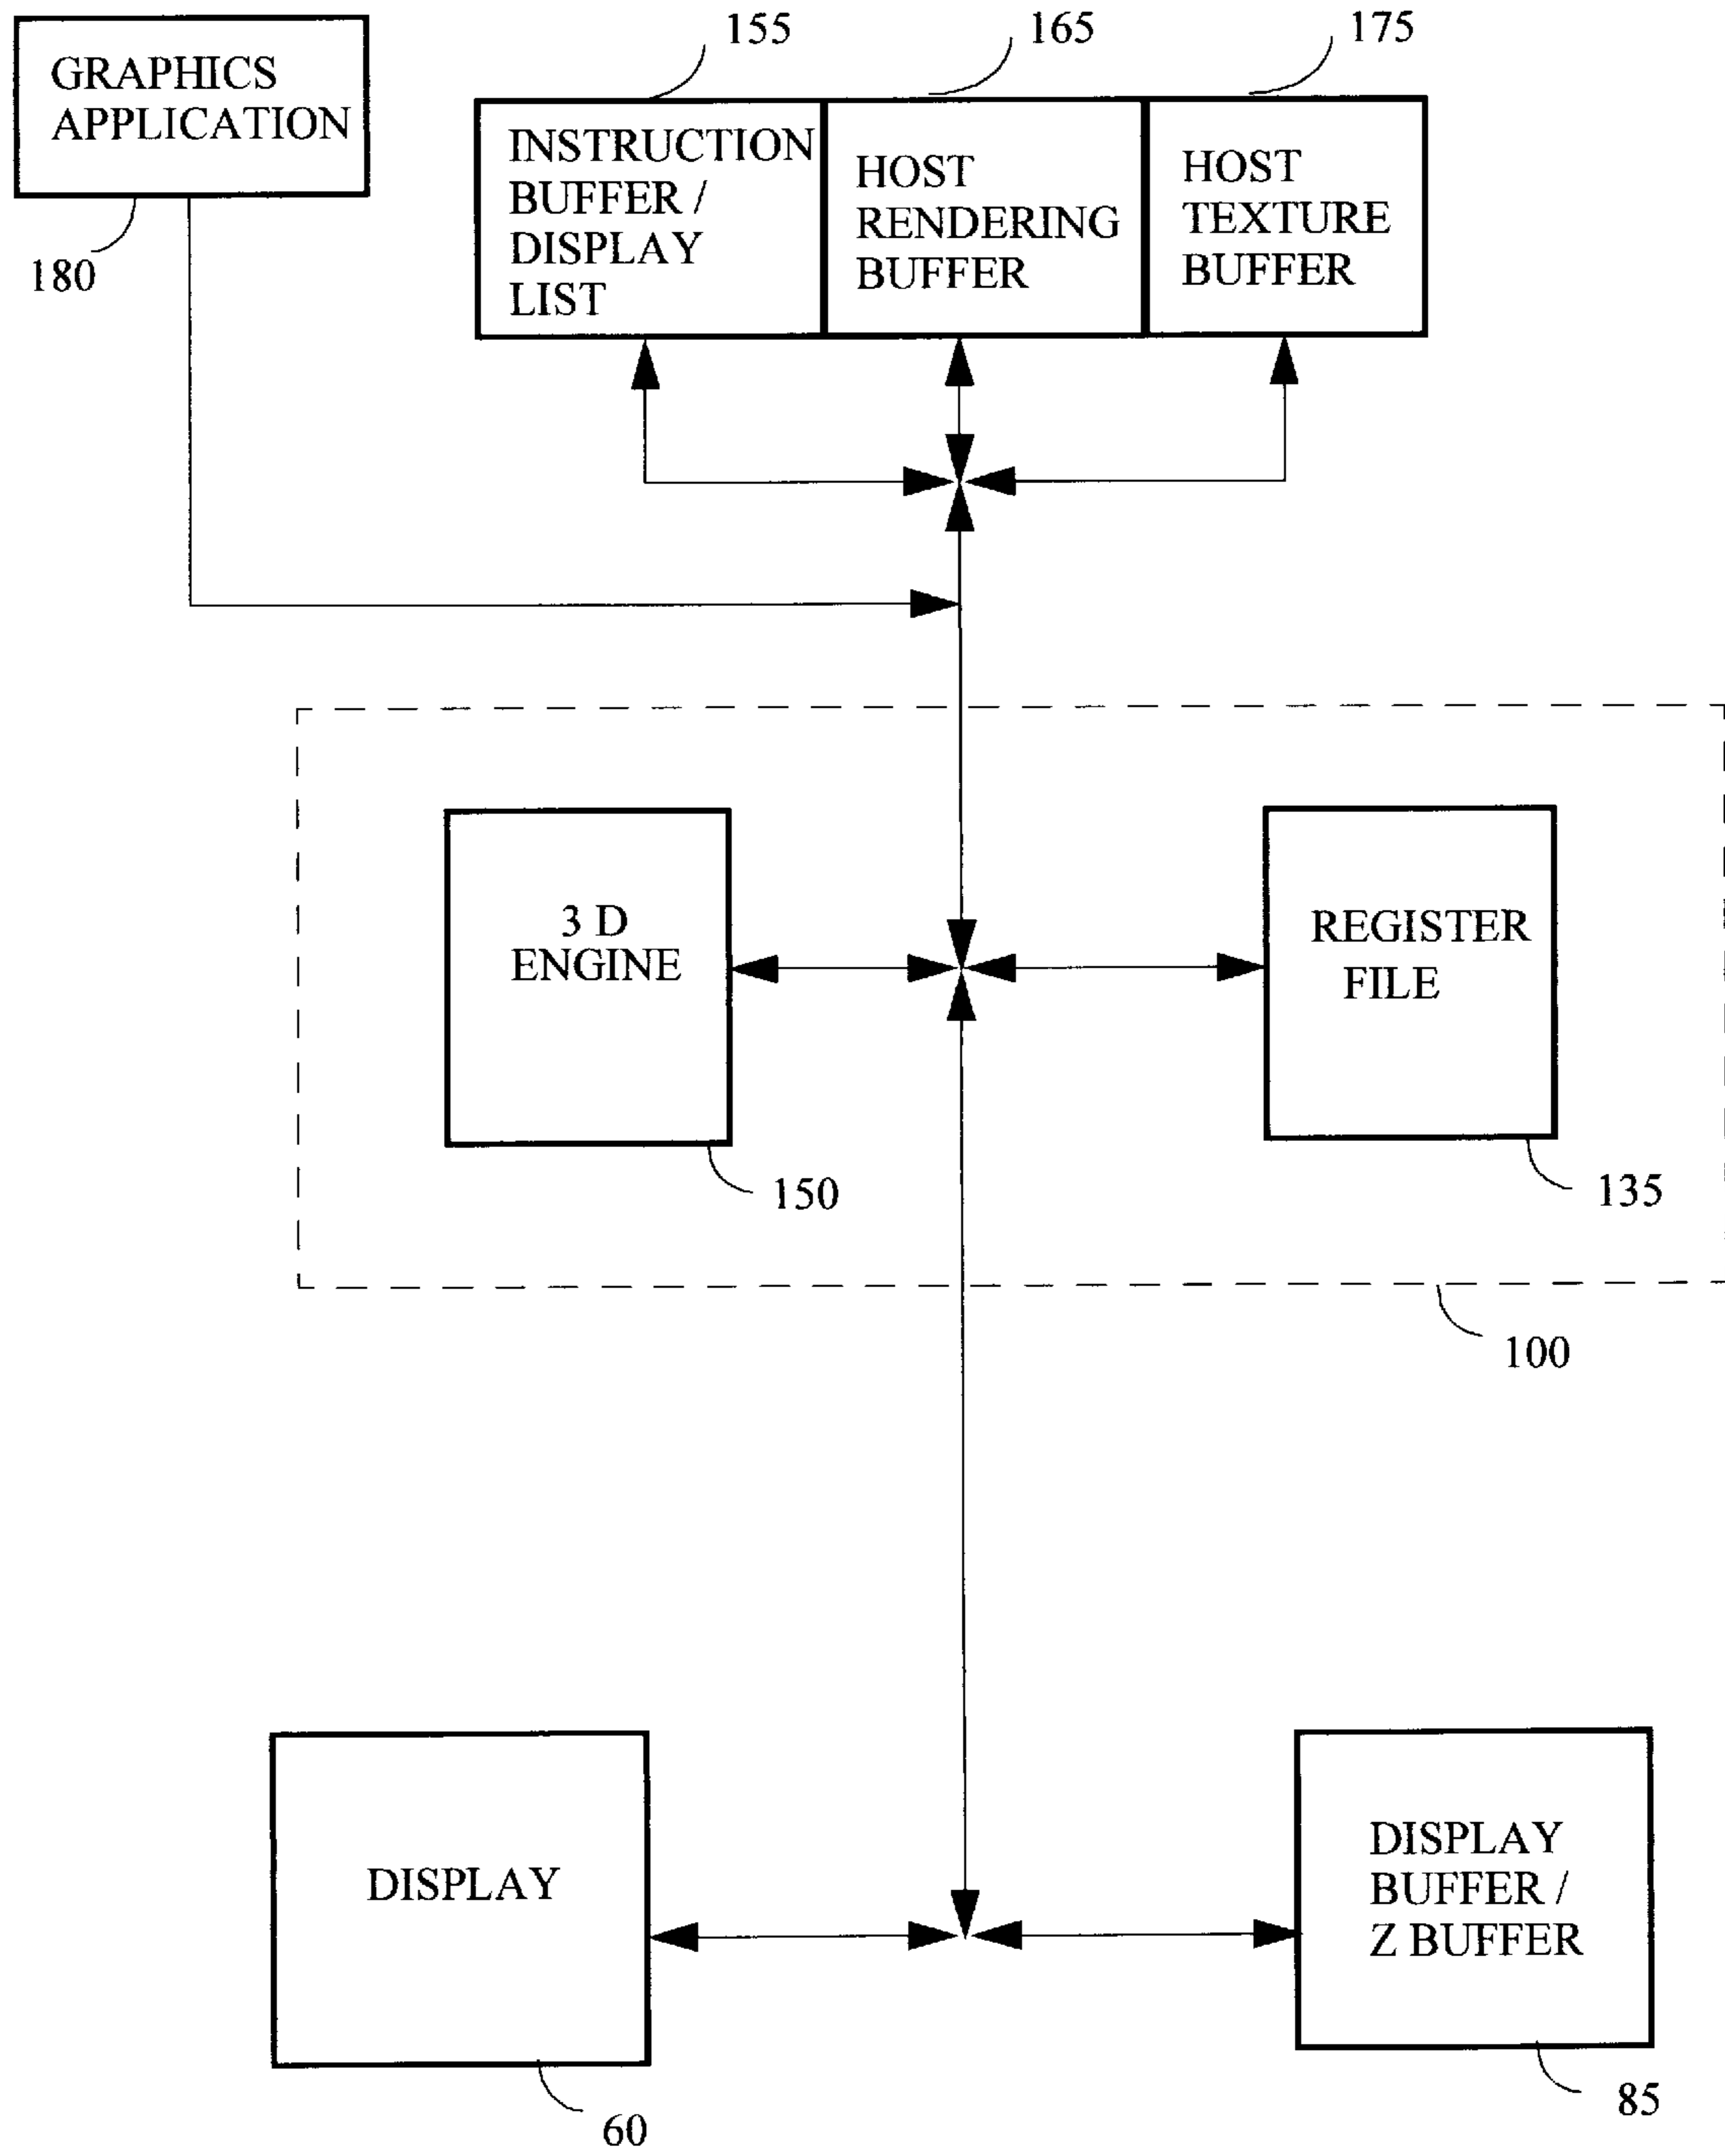 155
165
175
GRAPHICS
APPLICATION
180
INSTRUCTION
BUFFER /
DISPLAY
LIST
HOST
RENDERING
BUFFER
HOST
TEXTURE
BUFFER
3 D
ENGINE
150
REGISTER
FILE
135
100
DISPLAY
60
DISPLAY
BUFFER /
Z BUFFER
85